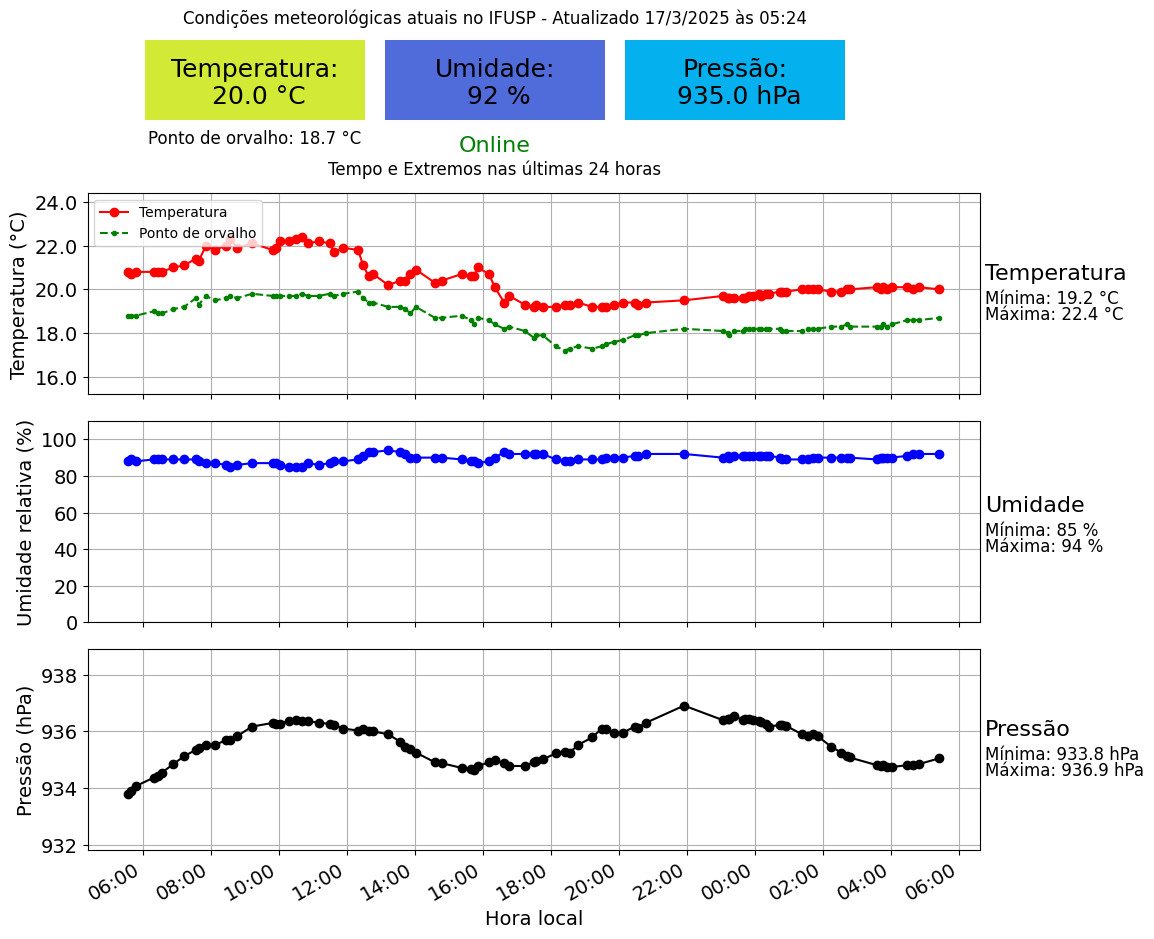 Condições meteorológicas atuais no IFUSP - Atualizado 17/3/2025 às 05:24
Temperatura:
20.0 °C
Umidade:
92 %
Pressão:
935.0 hPa
Ponto de orvalho: 18.7 °C
Online
Tempo e Extremos nas últimas 24 horas
Temperatura (°C)
24.0
22.0
20.0
18.0
16.0
Temperatura
Ponto de orvalho
Temperatura
Mínima: 19.2 °C
Máxima: 22.4 °C
Umidade relativa (%)
100
80
60
40
20
0
Umidade
Mínima: 85 %
Máxima: 94 %
Pressão (hPa)
938
936
934
932
Pressão
Mínima: 933.8 hPa
Máxima: 936.9 hPa
06:00 08:00 10:00 12:00 14:00 16:00 18:00 20:00 22:00 00:00 02:00 04:00 06:00
Hora local